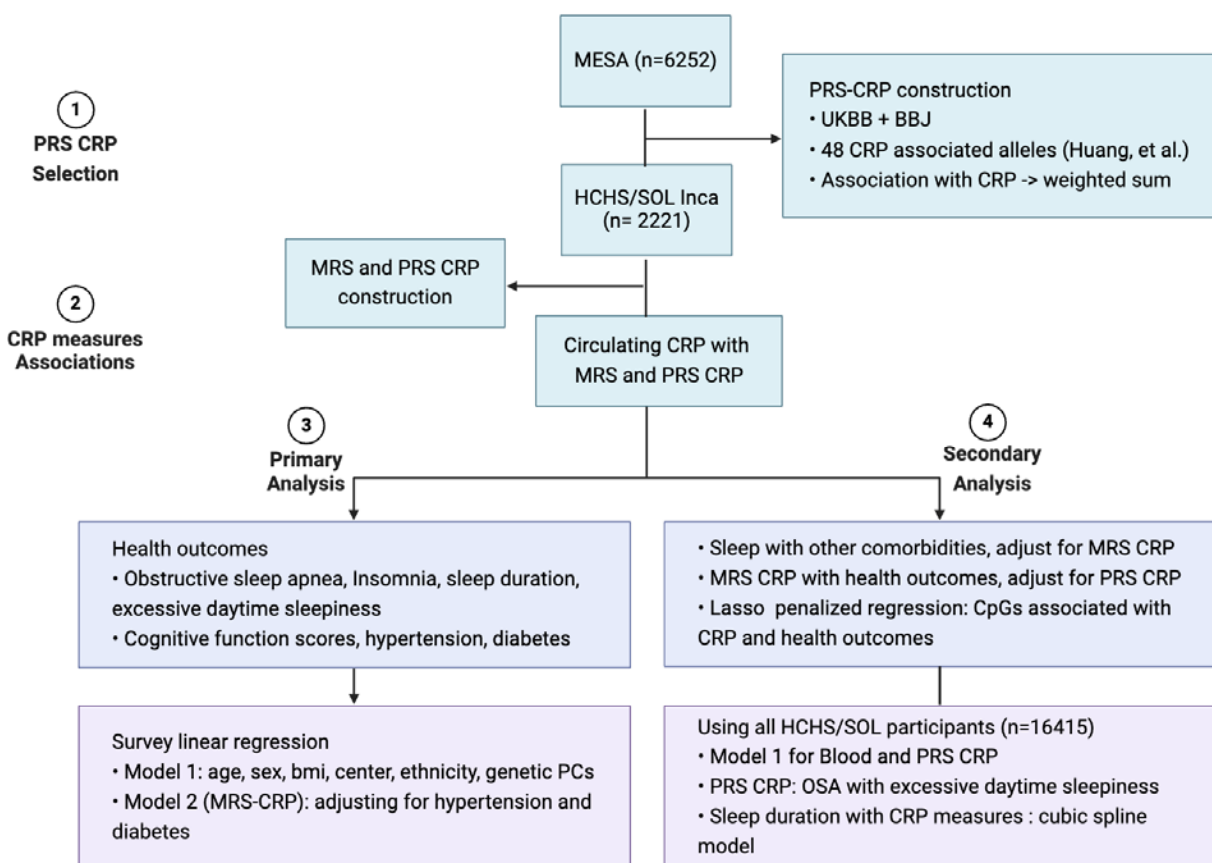 MESA (n=6252)
1
PRS CRP
Selection
PRS-CRP construction
• UKBB + BBJ
• 48 CRP associated alleles (Huang, et al.)
• Association with CRP -> weighted sum
HCHS/SOL Inca
(n= 2221)
MRS and PRS CRP
construction
2
CRP measures
Associations
Circulating CRP with
MRS and PRS CRP
3
Primary
Analysis
4
Secondary
Analysis
Health outcomes
• Obstructive sleep apnea, Insomnia, sleep duration,
excessive daytime sleepiness
• Cognitive function scores, hypertension, diabetes
• Sleep with other comorbidities, adjust for MRS CRP
• MRS CRP with health outcomes, adjust for PRS CRP
• Lasso penalized regression: CpGs associated with
CRP and health outcomes
Survey linear regression
• Model 1: age, sex, bmi, center, ethnicity, genetic PCs
• Model 2 (MRS-CRP): adjusting for hypertension and
diabetes
Using all HCHS/SOL participants (n=16415)
• Model 1 for Blood and PRS CRP
• PRS CRP: OSA with excessive daytime sleepiness
• Sleep duration with CRP measures : cubic spline
model